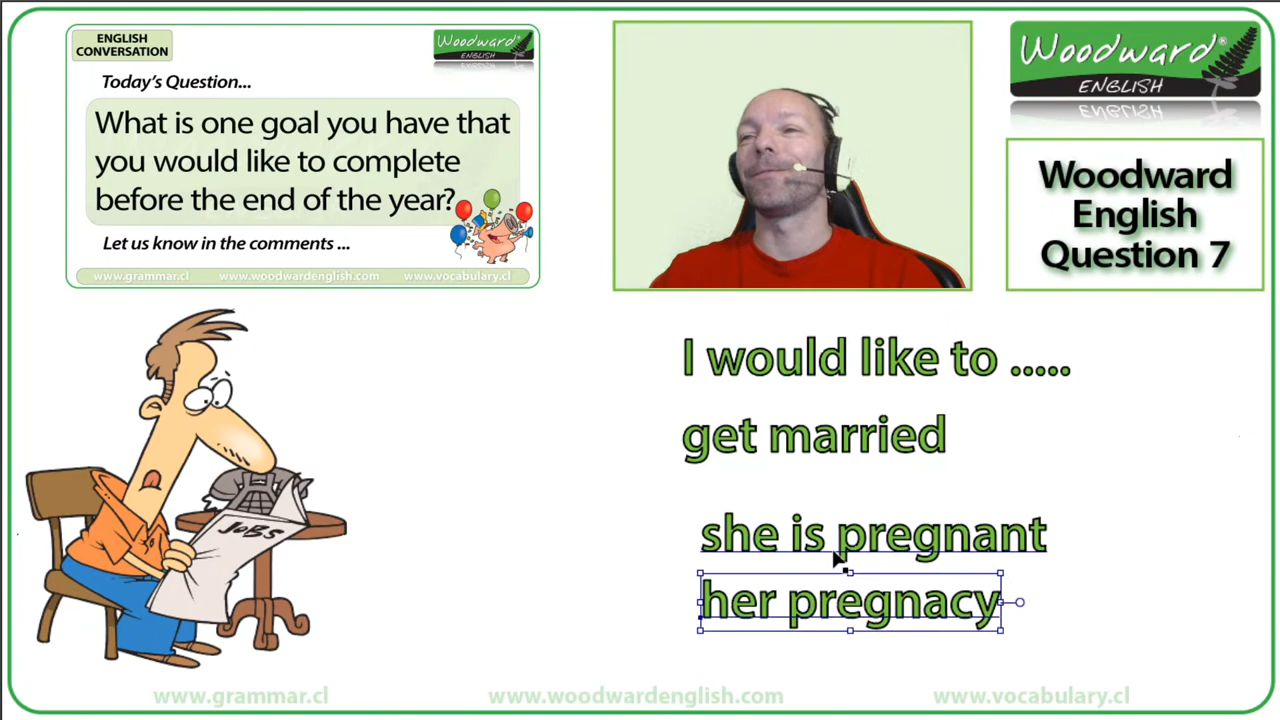 ENGLISH
CONVERSATION
Woodward
ENGLISH
Today's Question...
What is one goal you have that
you would like to complete
before the end of the year?
Let us know in the comments ...
www.grammar.cl www.woodwardenglish.com www.vocabulary.cl
Woodward®
ENGLISH
Woodward
English
Question 7
I would like to .....
get married
she is pregnant
her pregnacy
JOBS
www.grammar.cl www.woodwardenglish.com www.vocabulary.cl